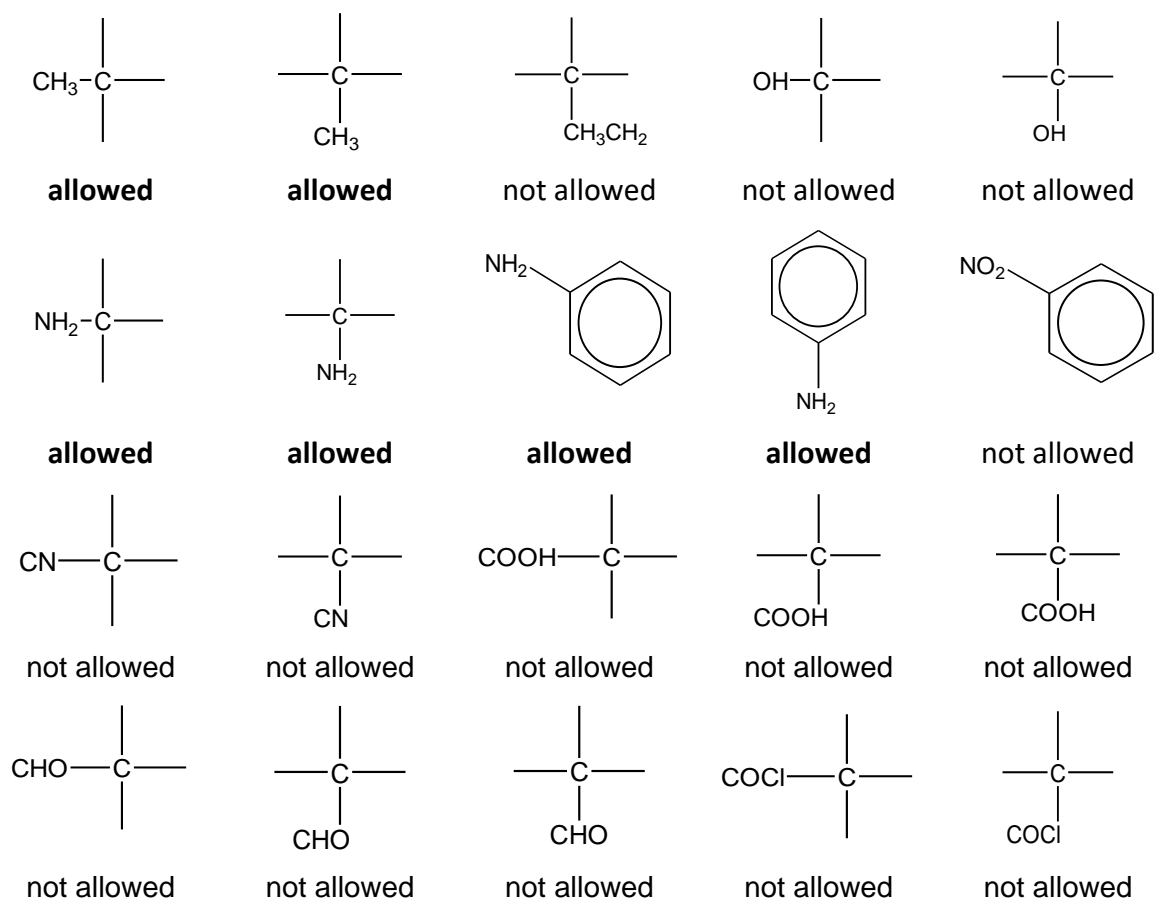 CH₃ C C C OH C C
CH₃ CH₃CH₂ OH
allowed allowed not allowed not allowed not allowed
NH₂ NO₂
NH₂ C C
NH₂ NH₂
allowed allowed allowed allowed not allowed
CN C C COOH C C C
CN COOH COOH
not allowed not allowed not allowed not allowed not allowed
CHO C C C COCl C C
CHO CHO COCl
not allowed not allowed not allowed not allowed not allowed